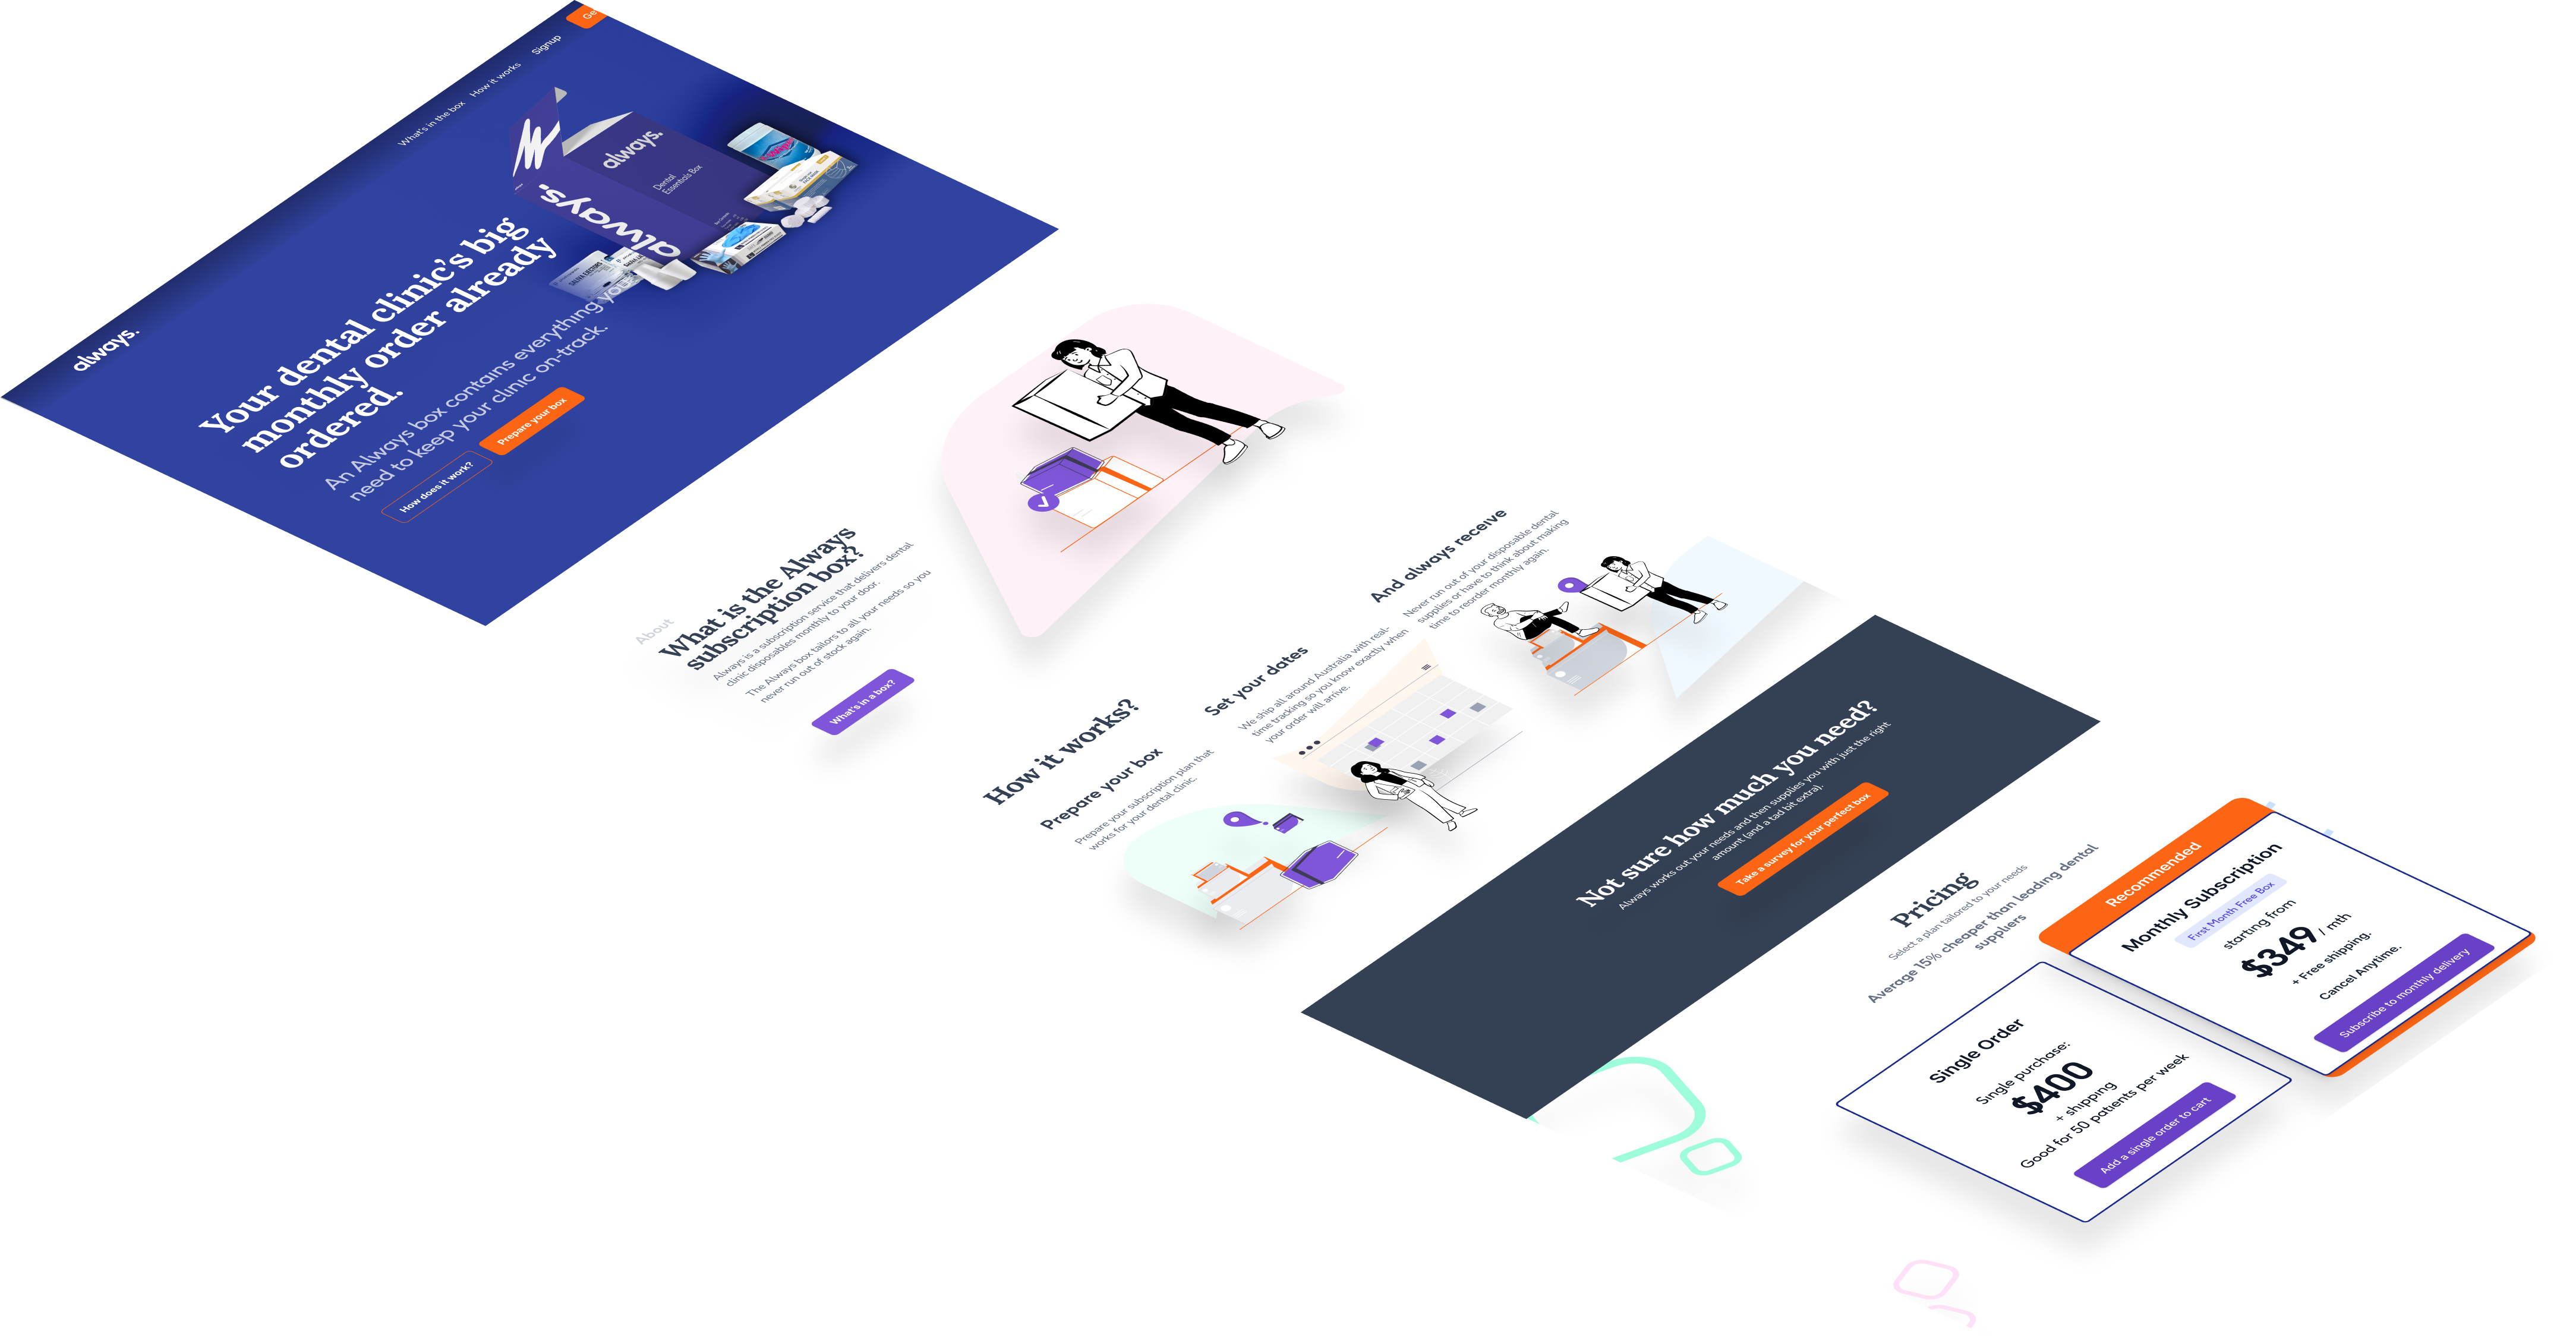 always.
What's in the box
How it works
Signup
Your dental clinic's big
monthly order already
ordered.
An Always box contains everything you
need to keep your clinic on-track.
How does it work?
Prepare your box
always.
Dental
Essentials Box
always
About
What is the Always
subscription box?
Always is a subscription service that delivers dental
clinic disposables monthly to your door.
The Always box tailors to all your needs so you
never run out of stock again.
What's in a box?
How it works?
Prepare your box
Prepare your subscription plan that
works for your dental clinic.
Set your dates
We ship all around Australia with real-
time tracking so you know exactly when
your order will arrive.
And always receive
Never run out of your disposable dental
supplies or have to think about making
time to reorder monthly again.
Not sure how much you need?
Always works out your needs and then supplies you with just the right
amount (and a tad bit extra).
Take a survey for your perfect box
Pricing
Select a plan tailored to your needs
Average 15% cheaper than leading dental
suppliers
Single Order
Single purchase:
$400
+ shipping
Good for 50 patients per week
Add a single order to cart
Recommended
Monthly Subscription
First Month Free Box
starting from
$349 / mth
+ Free shipping.
Cancel Anytime.
Subscribe to monthly delivery